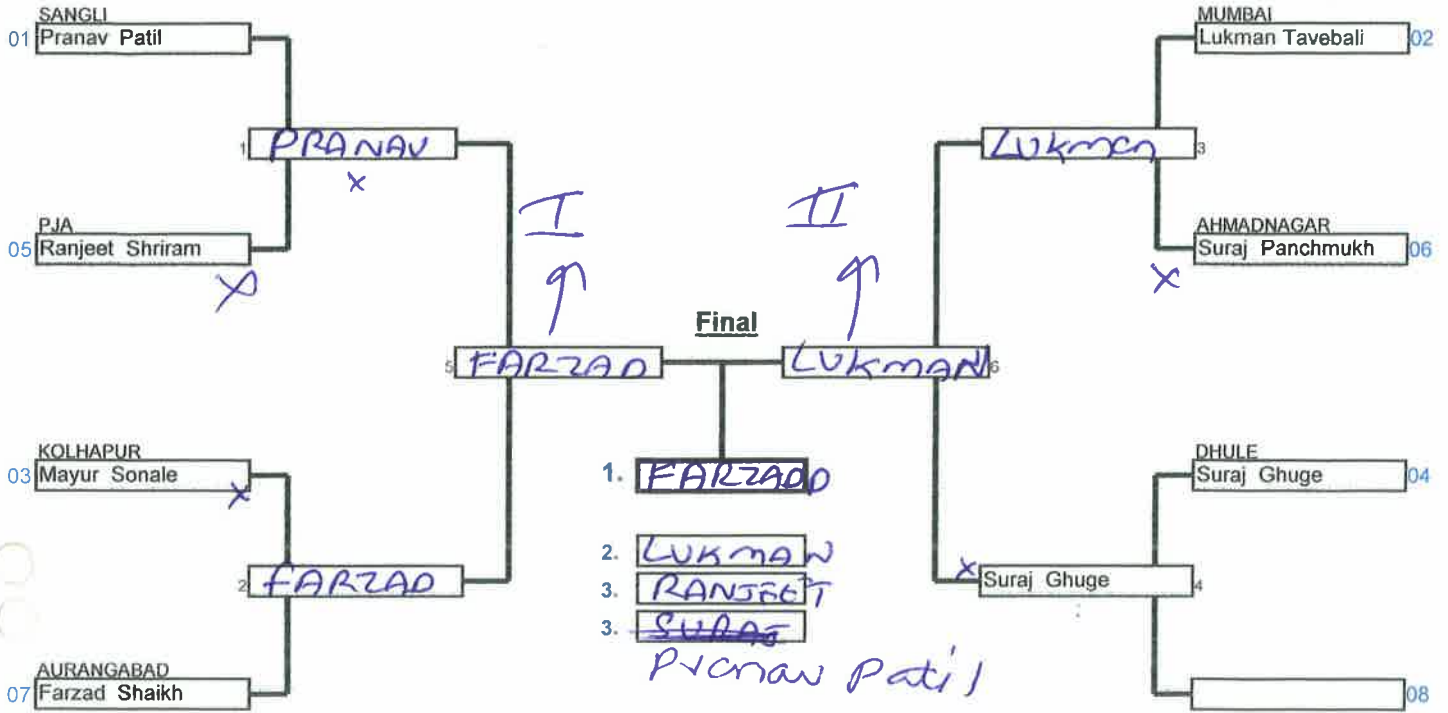 SANGLI
01 Pranav Patil
1 PRANAV
x
PJA
05 Ranjeet Shriram
x
KOLHAPUR
03 Mayur Sonale
x
2 FARZAD
AURANGABAD
07 Farzad Shaikh
I
5 FARZAD
Final
1. FARZADD
2. LUKMAN
3. RANJEET
3. SURAJ
Pranav Patil
II
LUKMAN 6
MUMBAI
Lukman Tavebali 02
Lukman 3
AHMADNAGAR
Suraj Panchmukh 06
x
DHULE
Suraj Ghuge 04
x Suraj Ghuge 4
08